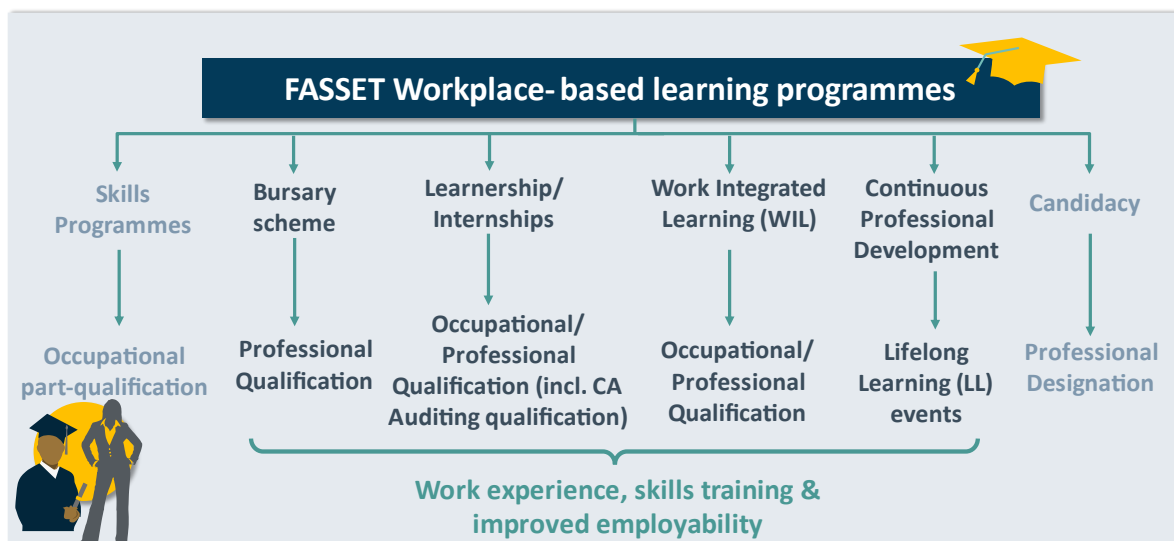 FASSET Workplace- based learning programmes
Skills
Programmes
Bursary
scheme
Learnership/
Internships
Work Integrated
Learning (WIL)
Continuous
Professional
Development
Candidacy
Occupational
part-qualification
Professional
Qualification
Occupational/
Professional
Qualification (incl. CA
Auditing qualification)
Occupational/
Professional
Qualification
Lifelong
Learning (LL)
events
Professional
Designation
Work experience, skills training &
improved employability